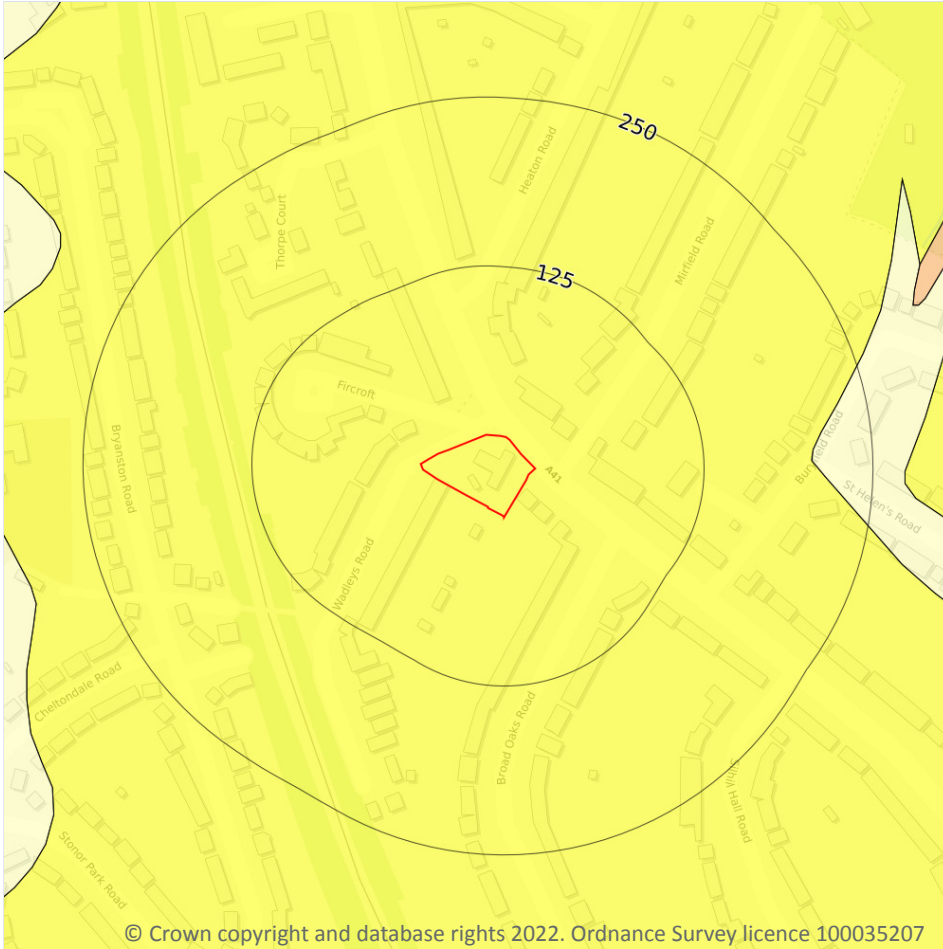 250
Heaton Road
Thorpe Court
Mirfield Road
125
Fircroft
A41
Bryanston Road
St Helen's Road
Wadleys Road
Cheltondale Road
Broad Oaks Road
Hall Road
Stonor Park Road
© Crown copyright and database rights 2022. Ordnance Survey licence 100035207